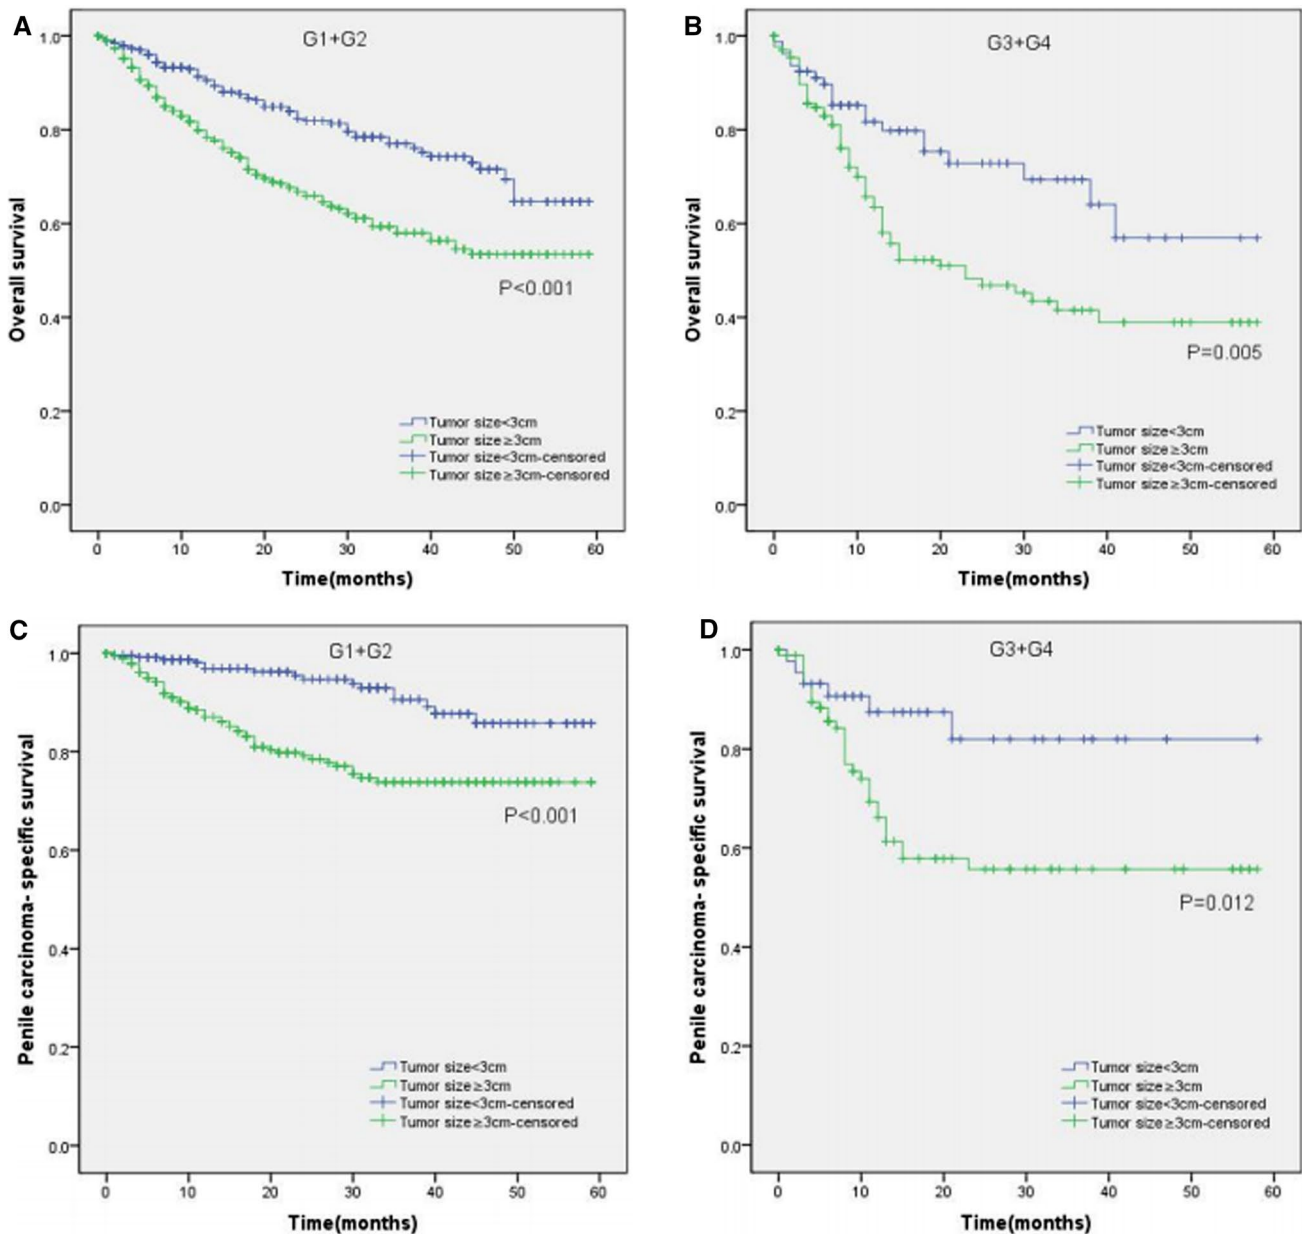 A
G1+G2
1.0
0.8
0.6
0.4
0.2
0.0
Overall survival
P<0.001
Tumor size<3cm
Tumor size≥3cm
Tumor size<3cm-censored
Tumor size≥3cm-censored
0 10 20 30 40 50 60
Time(months)
B
G3+G4
1.0
0.8
0.6
0.4
0.2
0.0
Overall survival
P=0.005
Tumor size<3cm
Tumor size≥3cm
Tumor size<3cm-censored
Tumor size≥3cm-censored
0 10 20 30 40 50 60
Time(months)
C
G1+G2
1.0
0.8
0.6
0.4
0.2
0.0
Penile carcinoma- specific survival
P<0.001
Tumor size<3cm
Tumor size≥3cm
Tumor size<3cm-censored
Tumor size≥3cm-censored
0 10 20 30 40 50 60
Time(months)
D
G3+G4
1.0
0.8
0.6
0.4
0.2
0.0
Penile carcinoma- specific survival
P=0.012
Tumor size<3cm
Tumor size≥3cm
Tumor size<3cm-censored
Tumor size≥3cm-censored
0 10 20 30 40 50 60
Time(months)